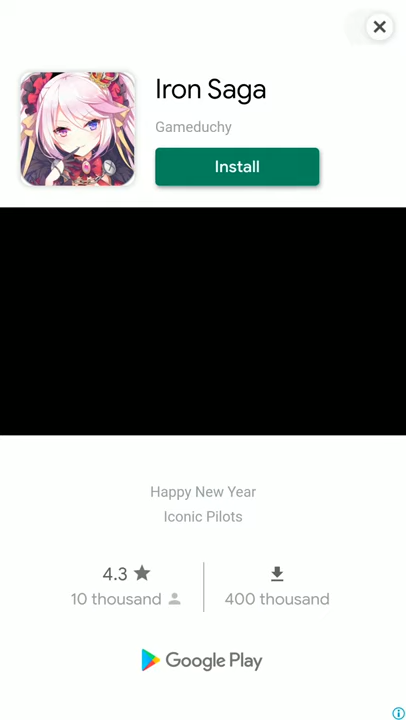 Iron Saga
Gameduchy
Install
Happy New Year
Iconic Pilots
4.3
10 thousand
400 thousand
Google Play